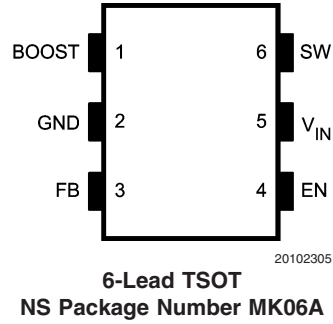 BOOST 1 6 SW
GND 2 5 VIN
FB 3 4 EN
20102305
6-Lead TSOT
NS Package Number MK06A